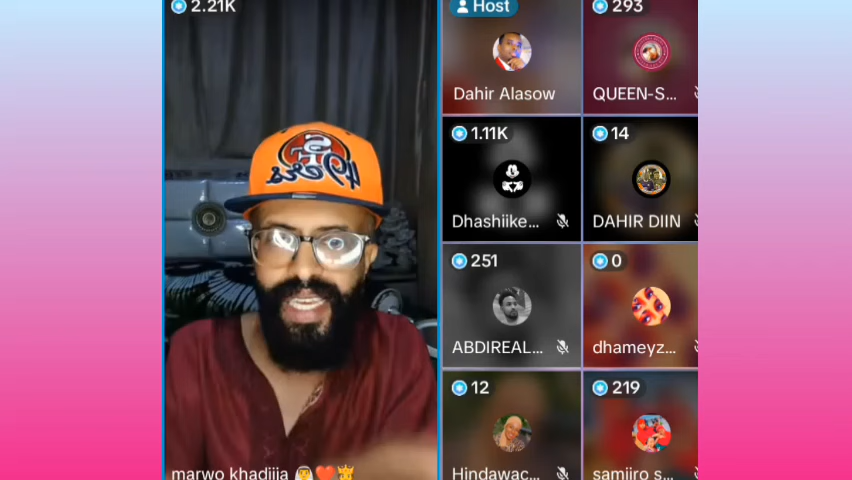 2.21K
marwo khadijia 👰❤️👸
Host
Dahir Alasow
293
QUEEN-S...
1.11K
Dhashiike...
14
DAHIR DIIN
251
ABDIREAL...
0
dhameyz...
12
Hindawac...
219
samiiro s...